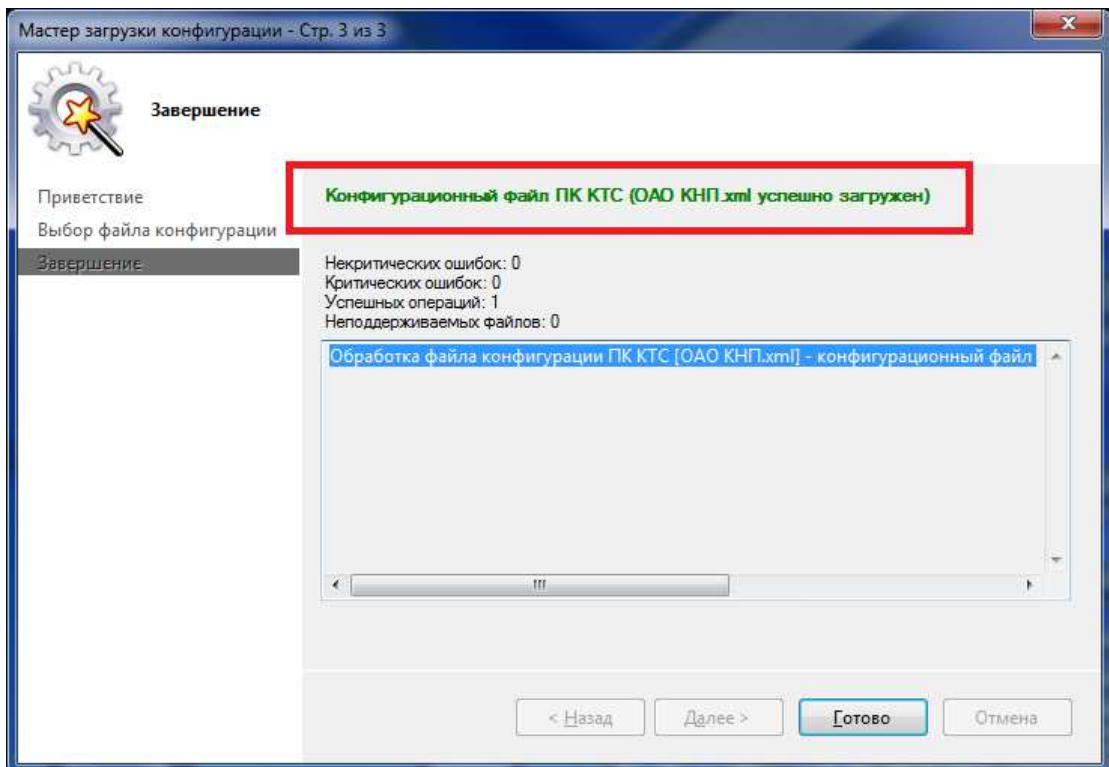 Мастер загрузки конфигурации - Стр. 3 из 3
Завершение
Приветствие
Выбор файла конфигурации
Завершение
Конфигурационный файл ПК КТС (ОАО КНП.xml успешно загружен)
Некритических ошибок: 0
Критических ошибок: 0
Успешных операций: 1
Неподдерживаемых файлов: 0
Обработка файла конфигурации ПК КТС [ОАО КНП.xml] - конфигурационный файл
< Назад
Далее >
Готово
Отмена